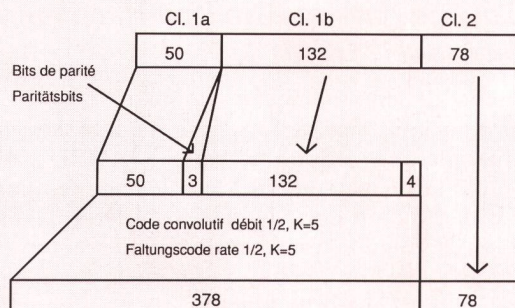 Cl. 1a Cl. 1b Cl. 2
50 132 78
Bits de parité
Paritätsbits
50 3 132 4
Code convolutif débit 1/2, K=5
Faltungscode rate 1/2, K=5
378 78